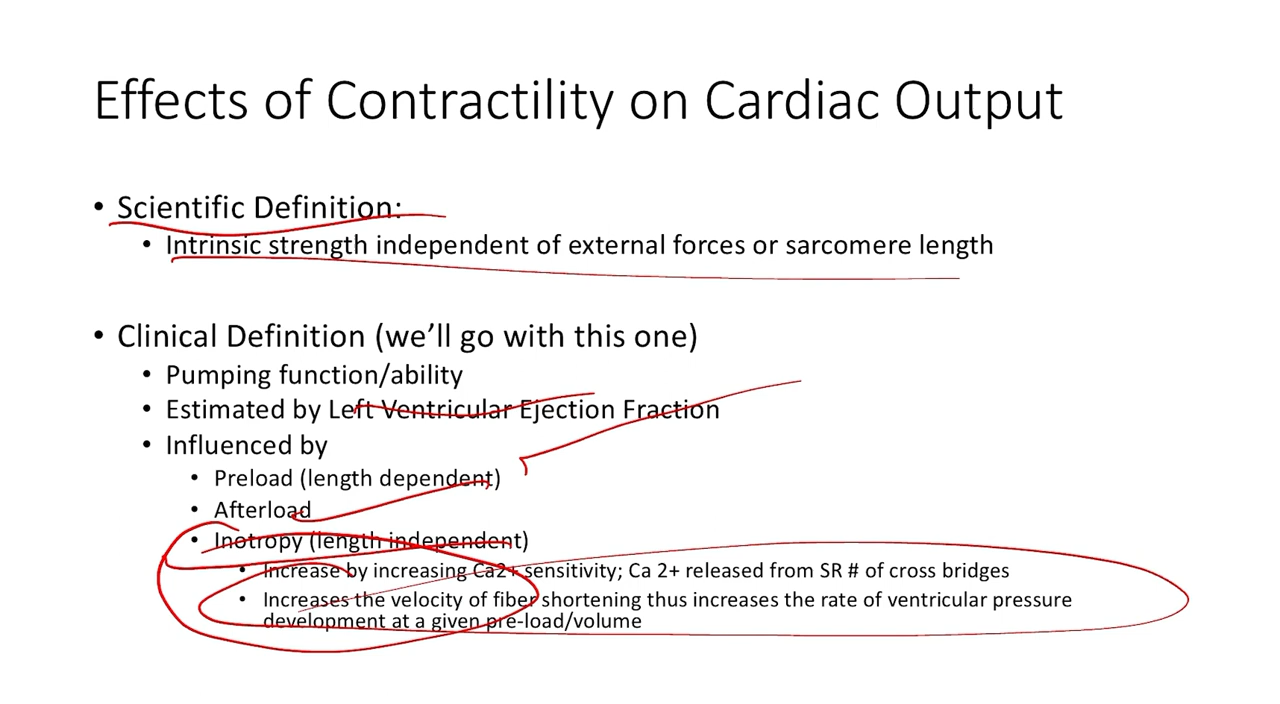 Effects of Contractility on Cardiac Output
• Scientific Definition:
• Intrinsic strength independent of external forces or sarcomere length
• Clinical Definition (we'll go with this one)
• Pumping function/ability
• Estimated by Left Ventricular Ejection Fraction
• Influenced by
• Preload (length dependent)
• Afterload
• Inotropy (length independent)
• Increase by increasing Ca2+ sensitivity; Ca 2+ released from SR # of cross bridges
• Increases the velocity of fiber shortening thus increases the rate of ventricular pressure
development at a given pre-load/volume